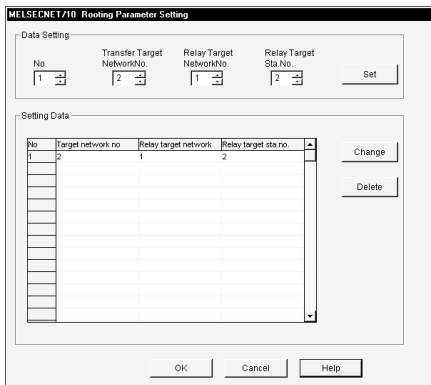 MELSECNET/10 Rooting Parameter Setting
Data Setting
No.
Transfer Target
NetworkNo.
Relay Target
NetworkNo.
Relay Target
Sta.No.
1 2 1 2 Set
Setting Data
No Target network no Relay target network Relay target sta.no.
1 2 1 2
Change
Delete
OK Cancel Help